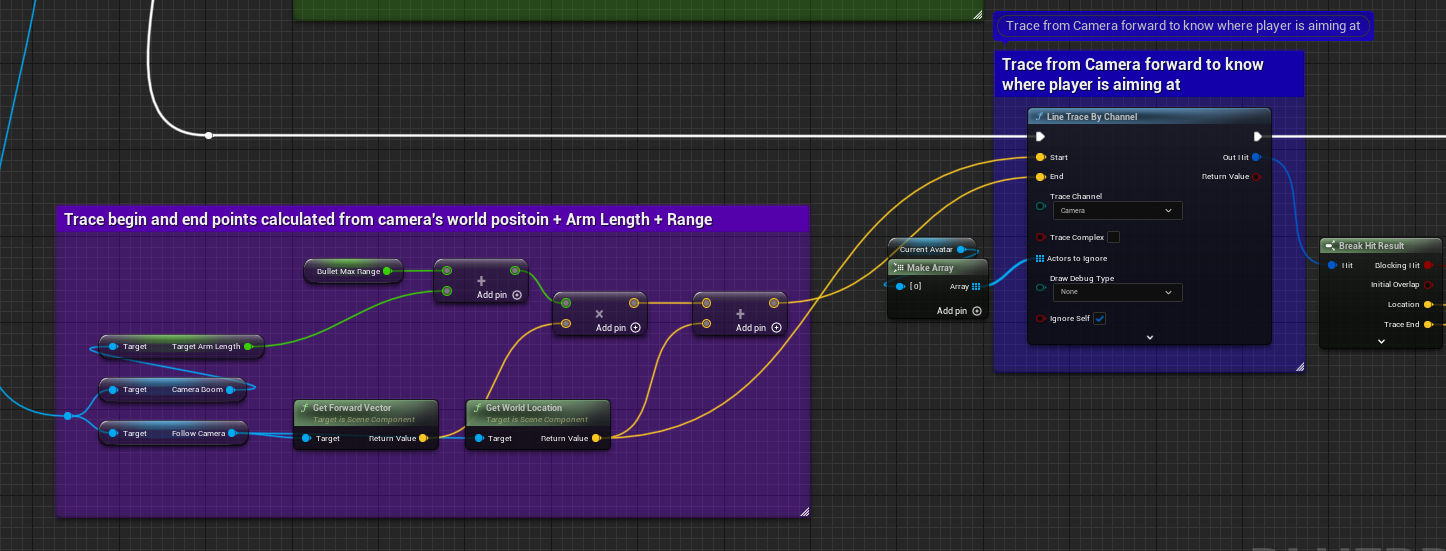 Trace from Camera forward to know where player is aiming at
Trace from Camera forward to know
where player is aiming at
Line Trace By Channel
Start
Out Hit
End
Return Value
Trace Channel
Camera
Trace Complex
Actors to Ignore
Draw Debug Type
None
Ignore Self
Trace begin and end points calculated from camera's world positoin + Arm Length + Range
Bullet Max Range
+
Add pin
×
Add pin
+
Add pin
Target
Target Arm Length
Target
Camera Boom
Target
Follow Camera
Get Forward Vector
Target is Scene Component
Target
Return Value
Get World Location
Target is Scene Component
Target
Return Value
Current Avatar
Make Array
[0]
Array
Add pin
Break Hit Result
Hit
Blocking Hit
Initial Overlap
Location
Trace End